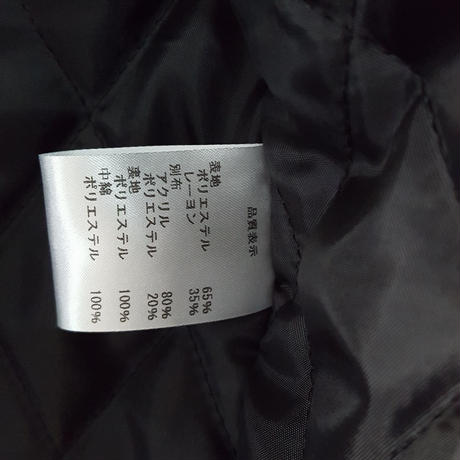 品質表示
表地
ポリエステル 65%
レーヨン 35%
別布
アクリル 80%
ポリエステル 20%
裏地
ポリエステル 100%
中綿
ポリエステル 100%